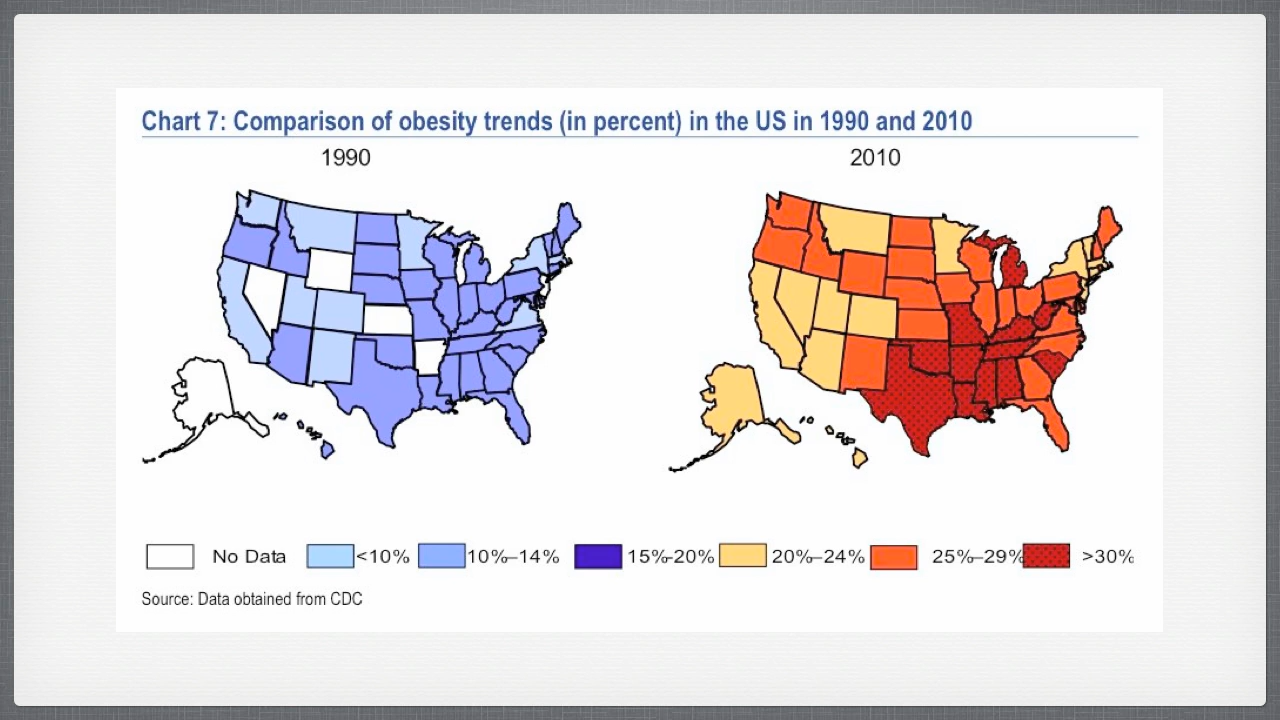 Chart 7: Comparison of obesity trends (in percent) in the US in 1990 and 2010
1990 2010
No Data <10% 10%–14% 15%-20% 20%–24% 25%–29% >30%
Source: Data obtained from CDC